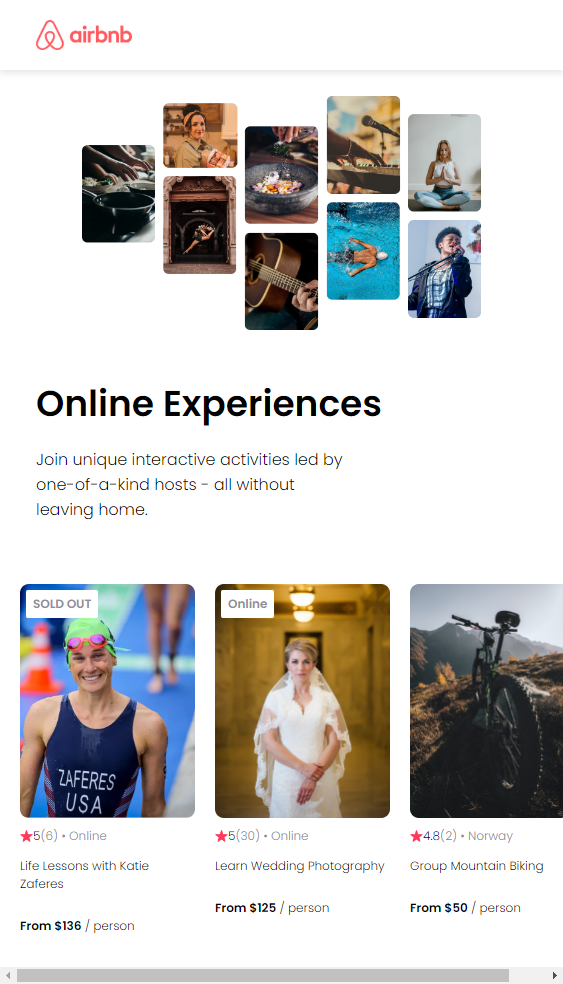 airbnb
Online Experiences
Join unique interactive activities led by
one-of-a-kind hosts - all without
leaving home.
SOLD OUT
ZAFERES
USA
5(6) • Online
Life Lessons with Katie
Zaferes
From $136 / person
Online
5(30) • Online
Learn Wedding Photography
From $125 / person
4.8(2) • Norway
Group Mountain Biking
From $50 / person